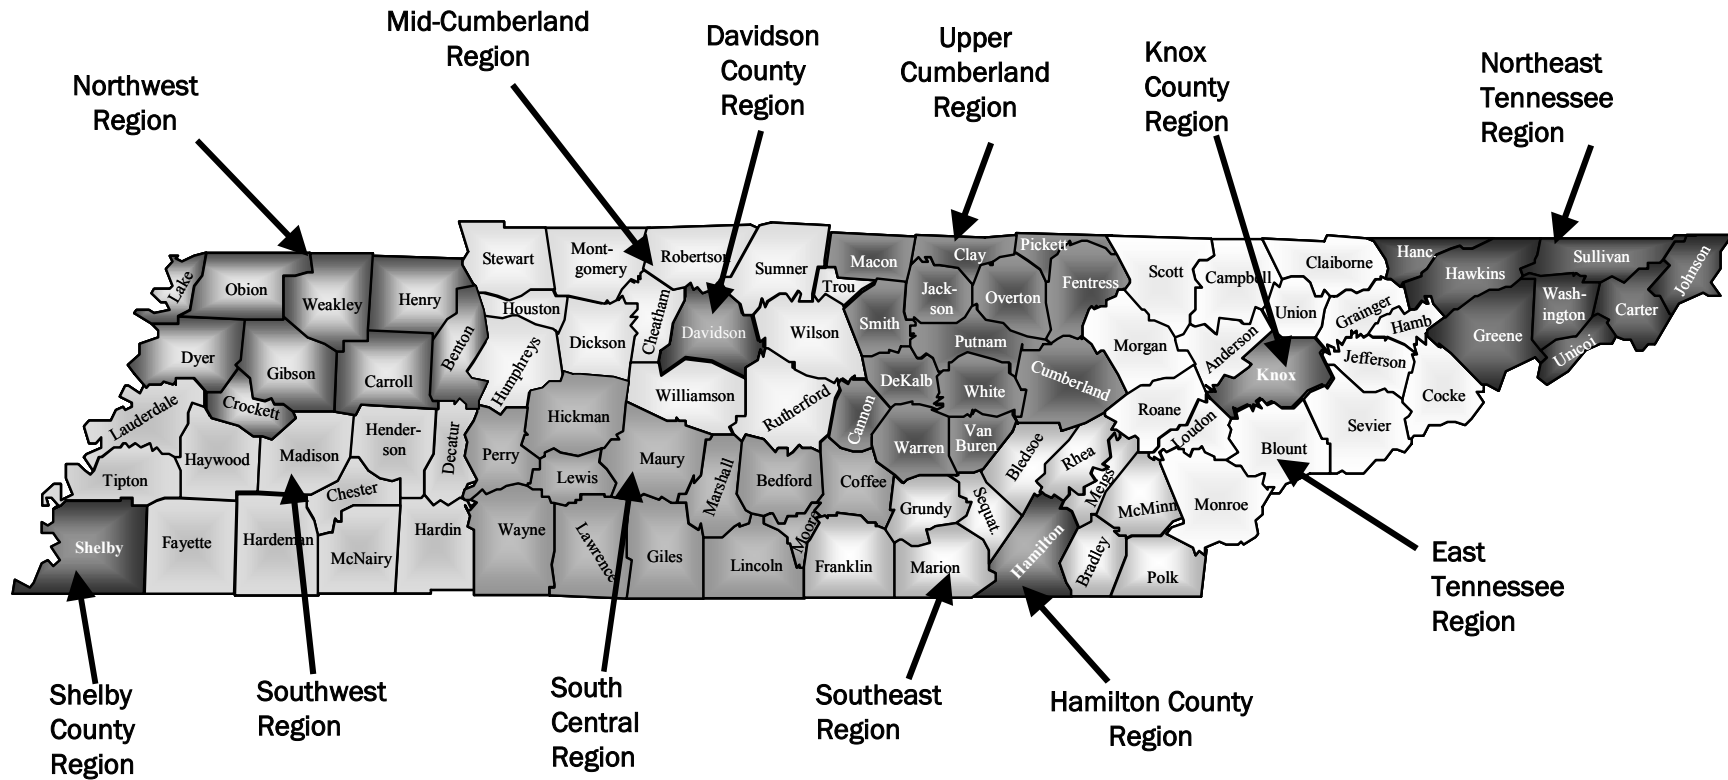 Mid-Cumberland
Region
Davidson
County
Region
Upper
Cumberland
Region
Knox
County
Region
Northeast
Tennessee
Region
Northwest
Region
Lake
Obion
Weakley
Henry
Stewart
Mont-
gomery
Robertson
Sumner
Trou
Macon
Clay
Pickett
Scott
Campbell
Claiborne
Hanc.
Hawkins
Sullivan
Johnson
Houston
Cheatham
Davidson
Wilson
Smith
Jack-
son
Overton
Fentress
Union
Grainger
Hamb
Greene
Wash-
ington
Carter
Unicoi
Dyer
Gibson
Carroll
Benton
Humphreys
Dickson
Putnam
Morgan
Anderson
Knox
Jefferson
Cocke
Lauderdale
Crockett
Williamson
Rutherford
Cannon
DeKalb
White
Cumberland
Roane
Loudon
Blount
Sevier
Tipton
Haywood
Madison
Hender-
son
Chester
Decatur
Perry
Hickman
Lewis
Maury
Marshall
Bedford
Coffee
Warren
Van
Buren
Bledsoe
Rhea
Meigs
McMinn
Monroe
Shelby
Fayette
Hardeman
McNairy
Hardin
Wayne
Lawrence
Giles
Lincoln
Moore
Franklin
Grundy
Sequat.
Marion
Hamilton
Bradley
Polk
East
Tennessee
Region
Shelby
County
Region
Southwest
Region
South
Central
Region
Southeast
Region
Hamilton County
Region